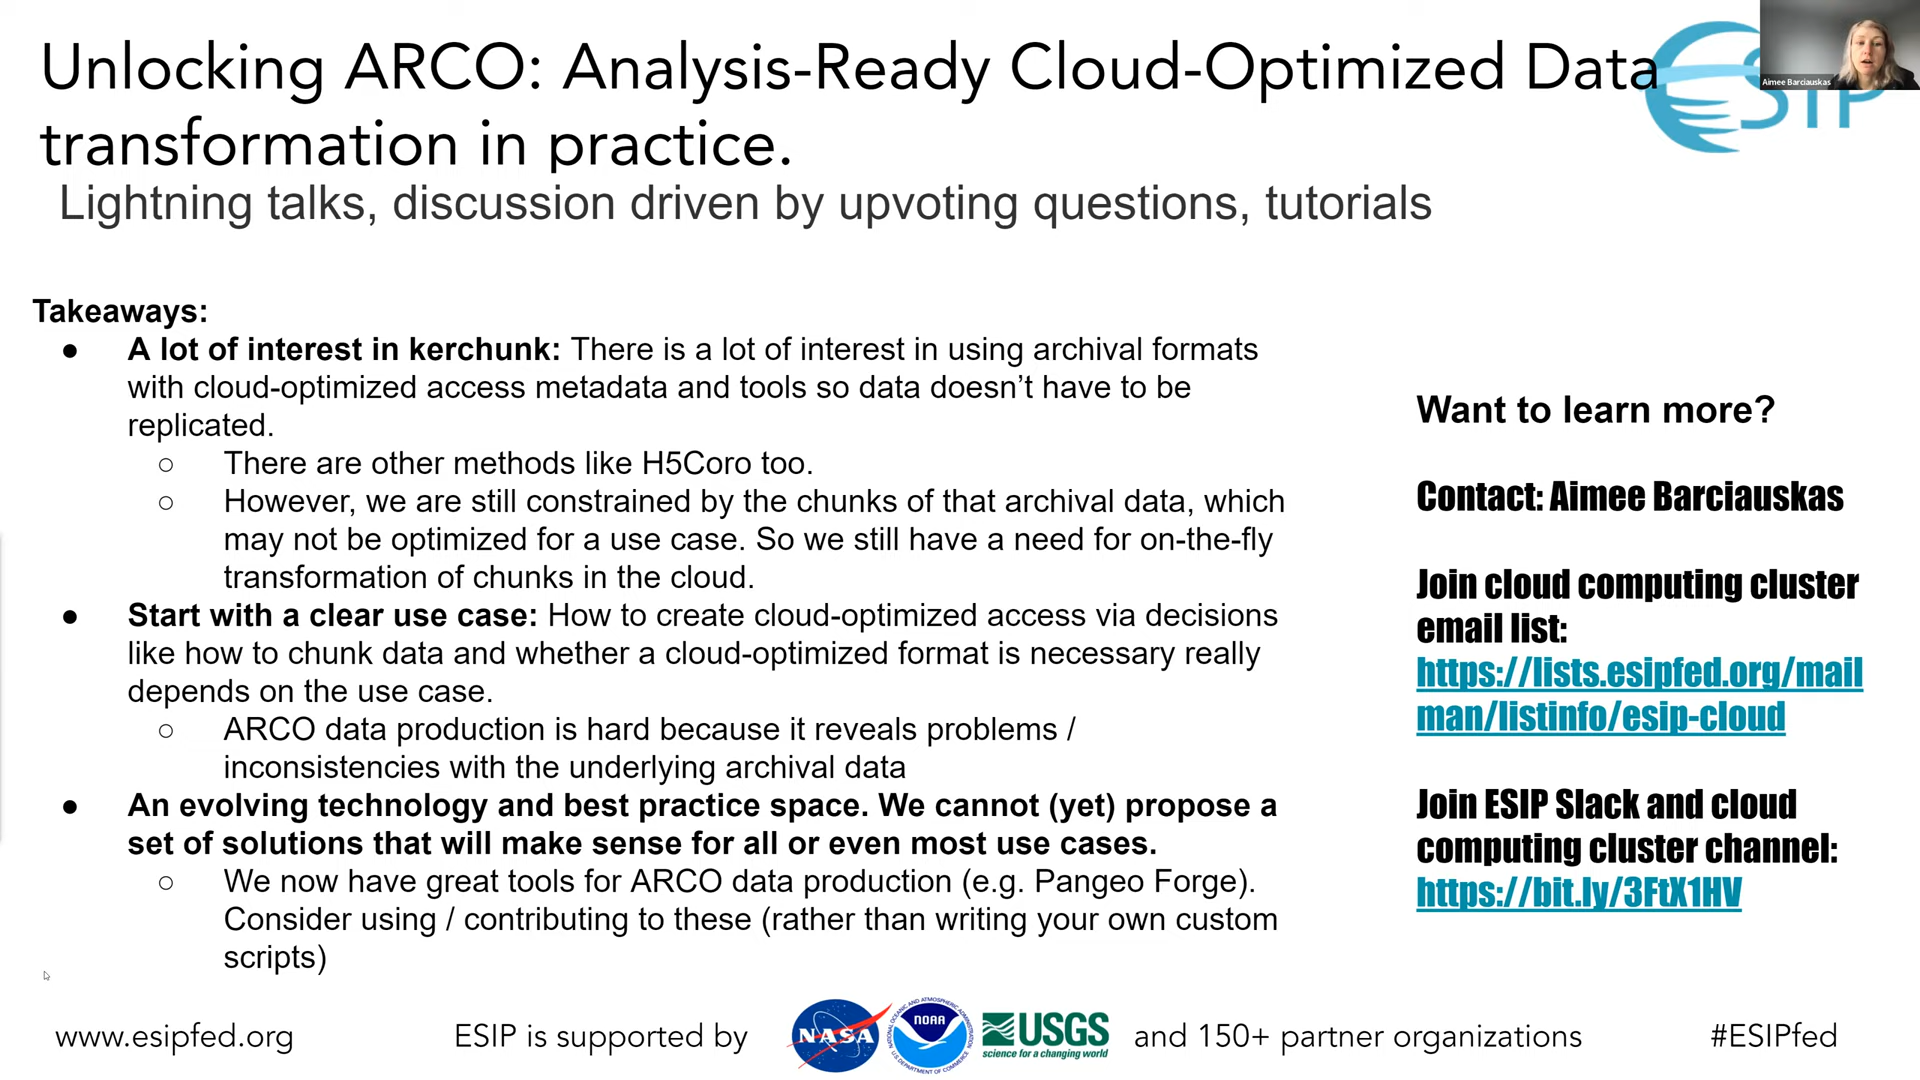 Unlocking ARCO: Analysis-Ready Cloud-Optimized Data
transformation in practice.
Lightning talks, discussion driven by upvoting questions, tutorials
Aimee Barciauskas
Takeaways:
● A lot of interest in kerchunk: There is a lot of interest in using archival formats
with cloud-optimized access metadata and tools so data doesn’t have to be
replicated.
○ There are other methods like H5Coro too.
○ However, we are still constrained by the chunks of that archival data, which
may not be optimized for a use case. So we still have a need for on-the-fly
transformation of chunks in the cloud.
● Start with a clear use case: How to create cloud-optimized access via decisions
like how to chunk data and whether a cloud-optimized format is necessary really
depends on the use case.
○ ARCO data production is hard because it reveals problems /
inconsistencies with the underlying archival data
● An evolving technology and best practice space. We cannot (yet) propose a
set of solutions that will make sense for all or even most use cases.
○ We now have great tools for ARCO data production (e.g. Pangeo Forge).
Consider using / contributing to these (rather than writing your own custom
scripts)
Want to learn more?
Contact: Aimee Barciauskas
Join cloud computing cluster
email list:
https://lists.esipfed.org/mail
man/listinfo/esip-cloud
Join ESIP Slack and cloud
computing cluster channel:
https://bit.ly/3FtX1HV
www.esipfed.org
ESIP is supported by
NASA
NOAA
USGS
science for a changing world
and 150+ partner organizations
#ESIPfed